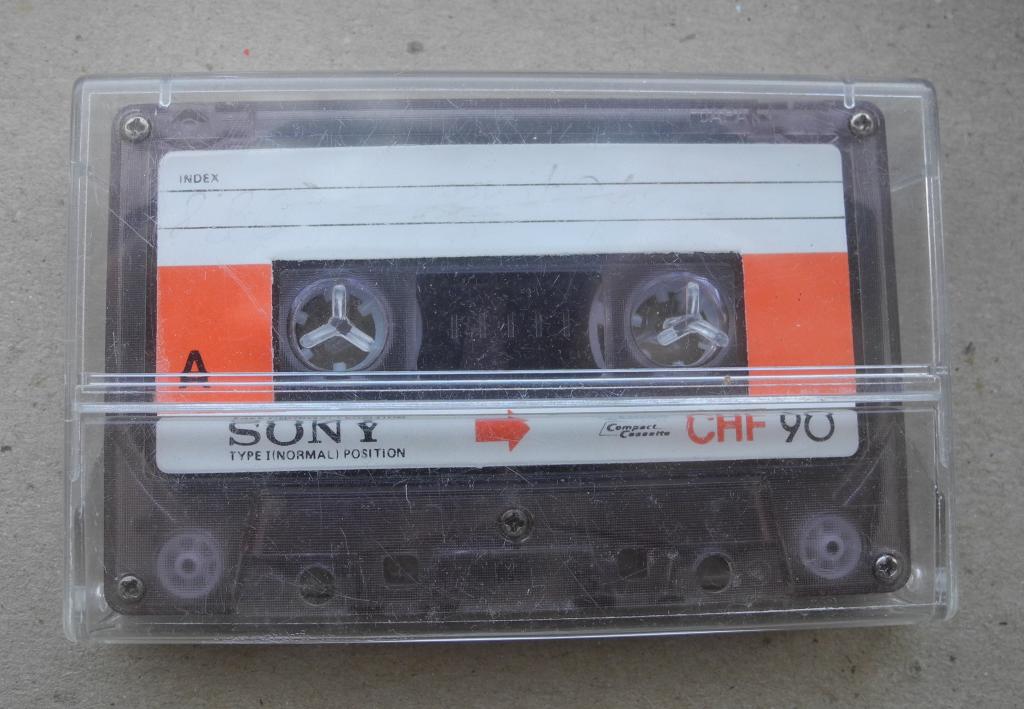 INDEX
A
SONY
TYPE I (NORMAL) POSITION
Compact
Cassette
CHF 90